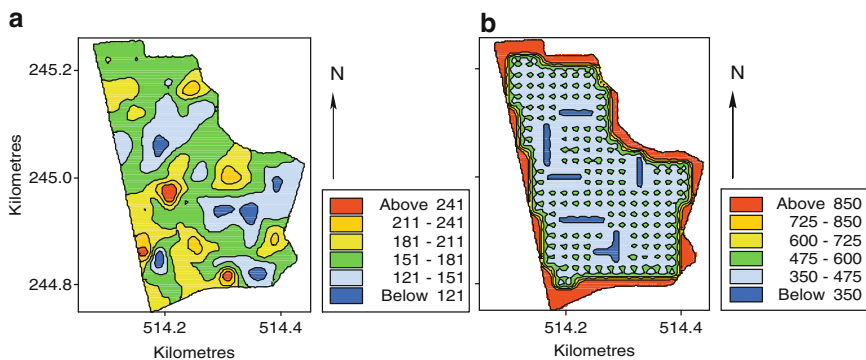 a
245.2
245.0
244.8
Kilometres
514.2
514.4
Kilometres
N
Above 241
211 - 241
181 - 211
151 - 181
121 - 151
Below 121
b
514.2
514.4
Kilometres
N
Above 850
725 - 850
600 - 725
475 - 600
350 - 475
Below 350